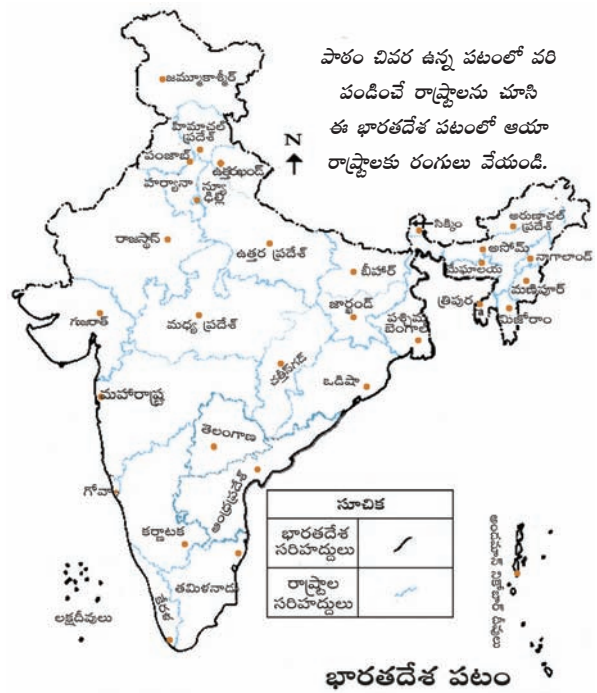 పాఠం చివర ఉన్న పటంలో వరి
పండించే రాష్ట్రాలను చూసి
ఈ భారతదేశ పటంలో ఆయా
రాష్ట్రాలకు రంగులు వేయండి.
N
జమ్మూకాశ్మీర్
హిమాచల్
ప్రదేశ్
పంజాబ్
ఉత్తరఖండ్
హర్యానా
న్యూ
ఢిల్లీ
సిక్కిం
అరుణాచల్
ప్రదేశ్
రాజస్థాన్
ఉత్తర ప్రదేశ్
అసోమ్
నాగాలాండ్
బీహార్
మేఘాలయ
మణిపూర్
త్రిపుర
మిజోరాం
గుజరాత్
మధ్య ప్రదేశ్
జార్ఖండ్
పశ్చిమ
బెంగాల్
చత్తీస్‌గఢ్
ఒడిషా
మహారాష్ట్ర
తెలంగాణ
గోవా
ఆంధ్రప్రదేశ్
కర్ణాటక
తమిళనాడు
కేరళ
లక్షదీవులు
అండమాన్ నికోబార్ దీవులు
సూచిక
భారతదేశ
సరిహద్దులు
రాష్ట్రాల
సరిహద్దులు
భారతదేశ పటం